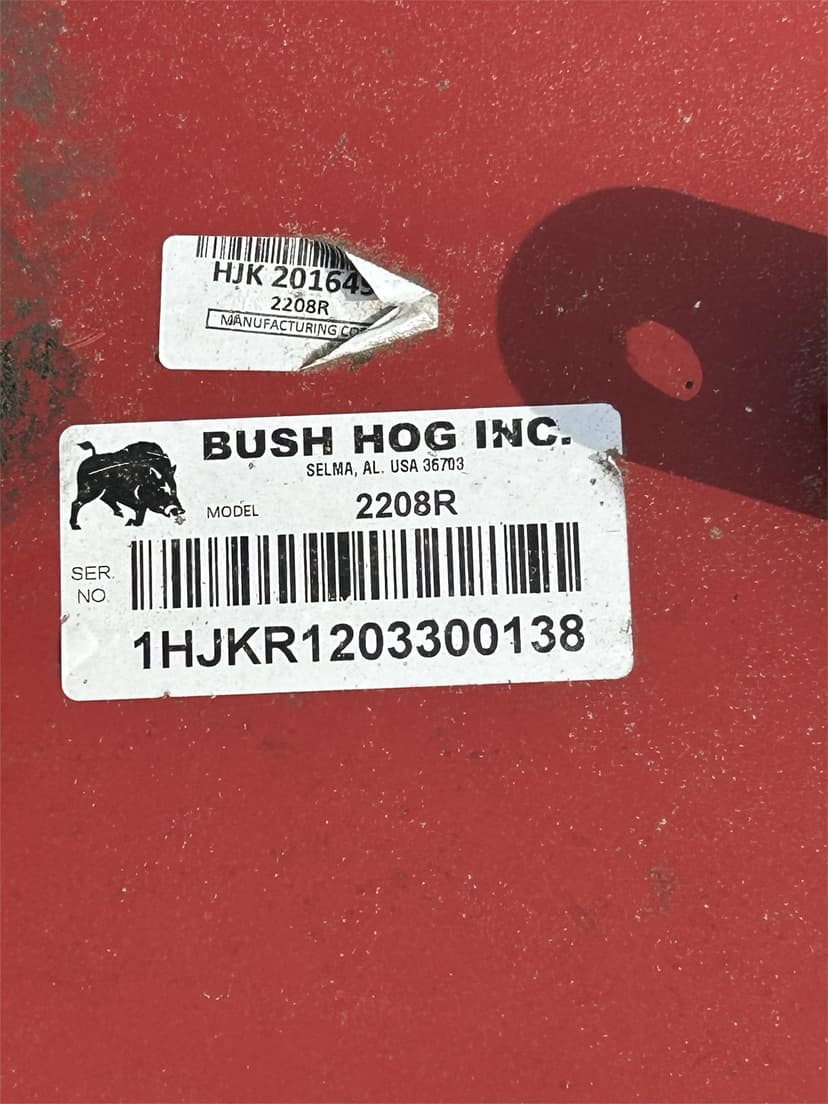 HJK 20164
2208R
MANUFACTURING
BUSH HOG INC.
SELMA, AL. USA 36703
MODEL 2208R
SER.
NO
1HJKR1203300138